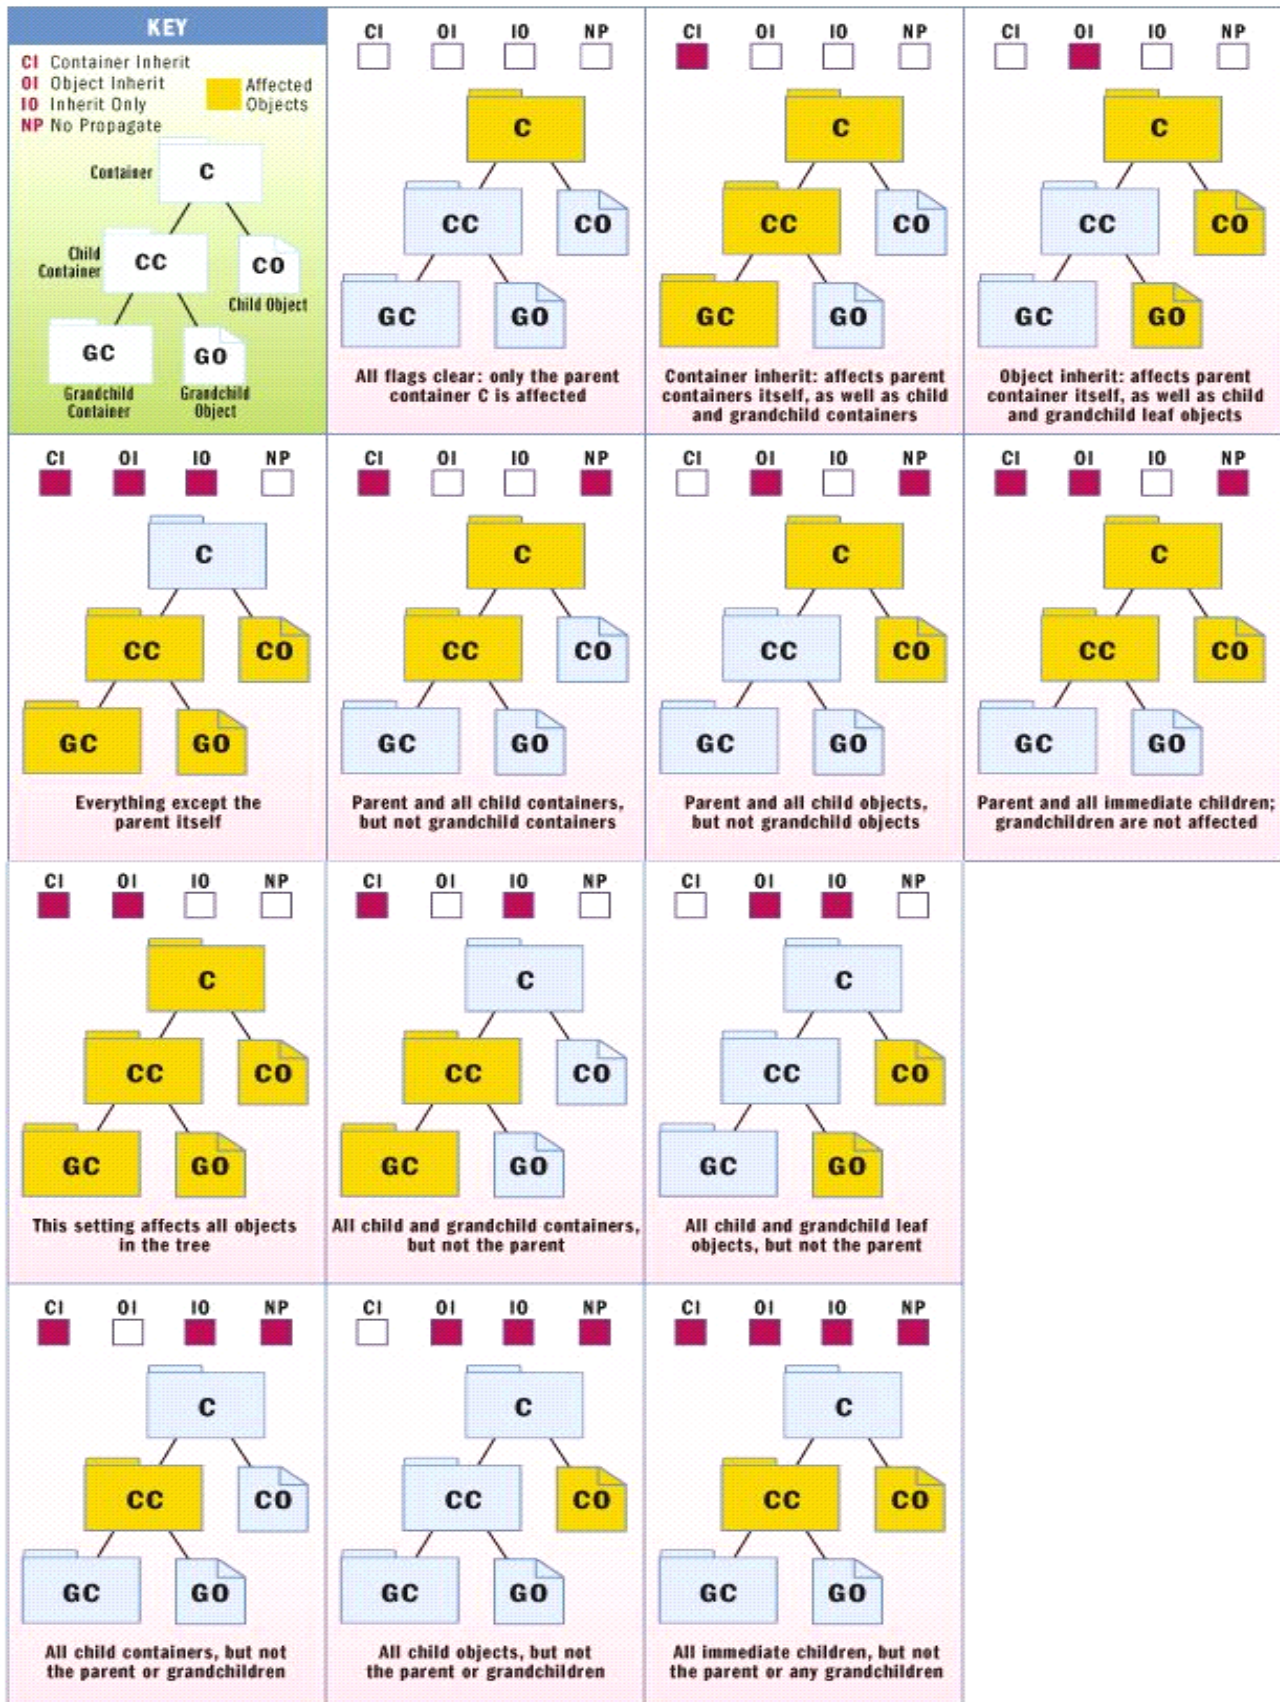 KEY
CI Container Inherit
OI Object Inherit
IO Inherit Only
NP No Propagate
Affected
Objects
Container
C
Child
Container
CC
CO
Child Object
GC
GO
Grandchild
Container
Grandchild
Object
CI OI IO NP
C
CC
CO
GC
GO
All flags clear: only the parent
container C is affected
CI OI IO NP
C
CC
CO
GC
GO
Container inherit: affects parent
containers itself, as well as child
and grandchild containers
CI OI IO NP
C
CC
CO
GC
GO
Object inherit: affects parent
container itself, as well as child
and grandchild leaf objects
CI OI IO NP
C
CC
CO
GC
GO
Everything except the
parent itself
CI OI IO NP
C
CC
CO
GC
GO
Parent and all child containers,
but not grandchild containers
CI OI IO NP
C
CC
CO
GC
GO
Parent and all child objects,
but not grandchild objects
CI OI IO NP
C
CC
CO
GC
GO
Parent and all immediate children;
grandchildren are not affected
CI OI IO NP
C
CC
CO
GC
GO
This setting affects all objects
in the tree
CI OI IO NP
C
CC
CO
GC
GO
All child and grandchild containers,
but not the parent
CI OI IO NP
C
CC
CO
GC
GO
All child and grandchild leaf
objects, but not the parent
CI OI IO NP
C
CC
CO
GC
GO
All child containers, but not
the parent or grandchildren
CI OI IO NP
C
CC
CO
GC
GO
All child objects, but not
the parent or grandchildren
CI OI IO NP
C
CC
CO
GC
GO
All immediate children, but not
the parent or any grandchildren